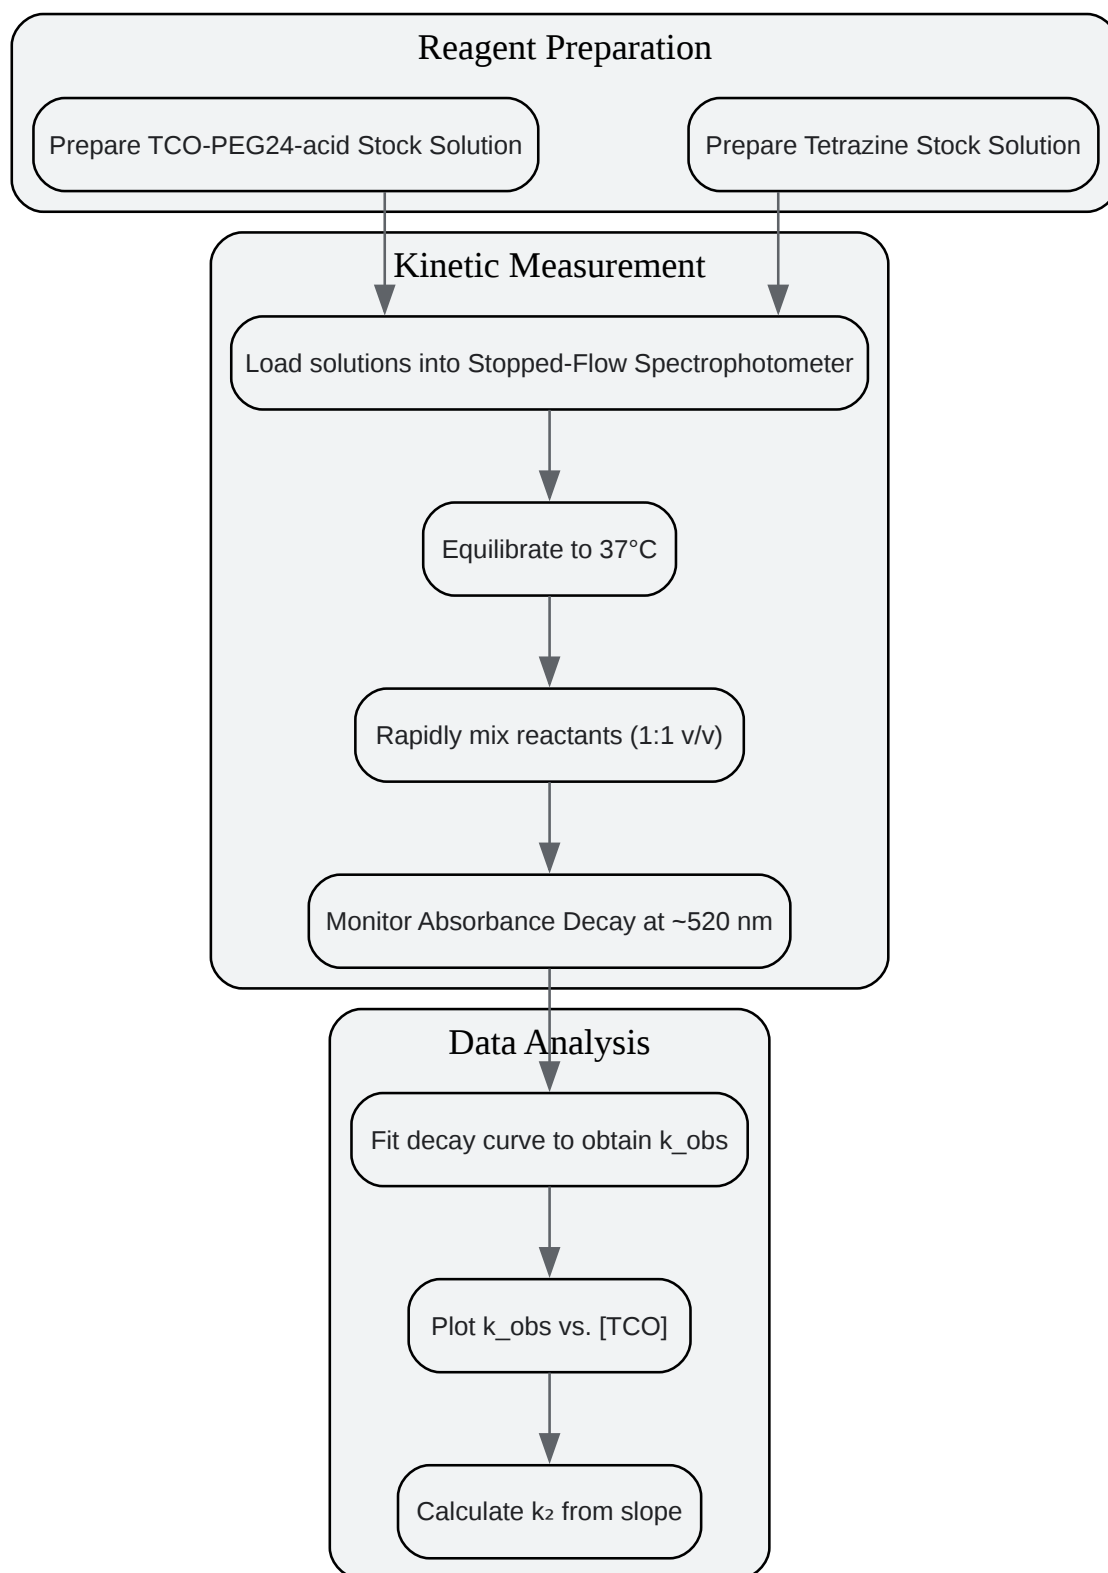 Reagent Preparation
Prepare TCO-PEG24-acid Stock Solution
Prepare Tetrazine Stock Solution
Kinetic Measurement
Load solutions into Stopped-Flow Spectrophotometer
Equilibrate to 37°C
Rapidly mix reactants (1:1 v/v)
Monitor Absorbance Decay at ~520 nm
Data Analysis
Fit decay curve to obtain k_obs
Plot k_obs vs. [TCO]
Calculate k₂ from slope